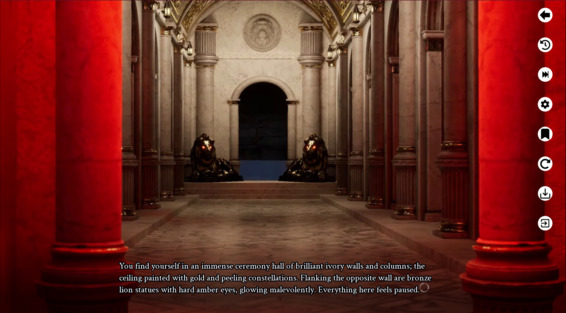 You find yourself in an immense ceremony hall of brilliant ivory walls and columns; the
ceiling painted with gold and peeling constellations. Flanking the opposite wall are bronze
lion statues with hard amber eyes, glowing malevolently. Everything here feels paused.